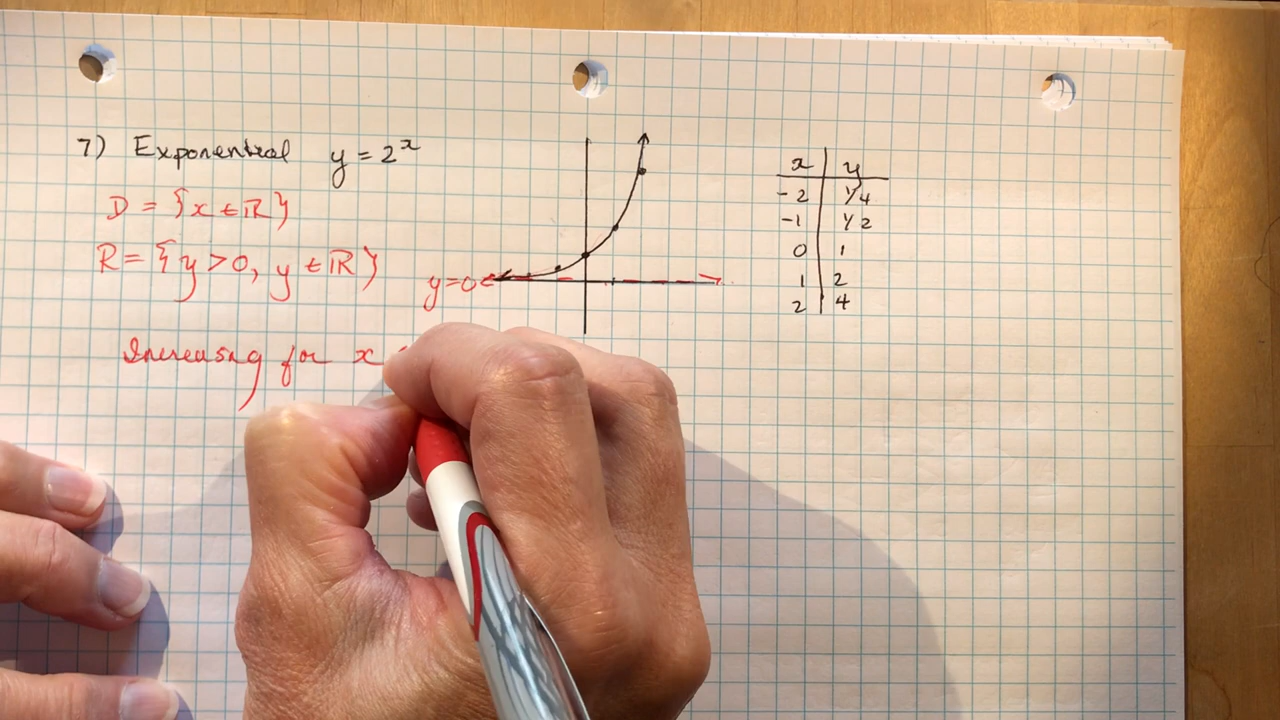 7) Exponential y = 2^x
D = {x ∈ ℝ}
R = {y > 0, y ∈ ℝ}
y=0
Increasing for x
x y
-2 1/4
-1 1/2
0 1
1 2
2 4